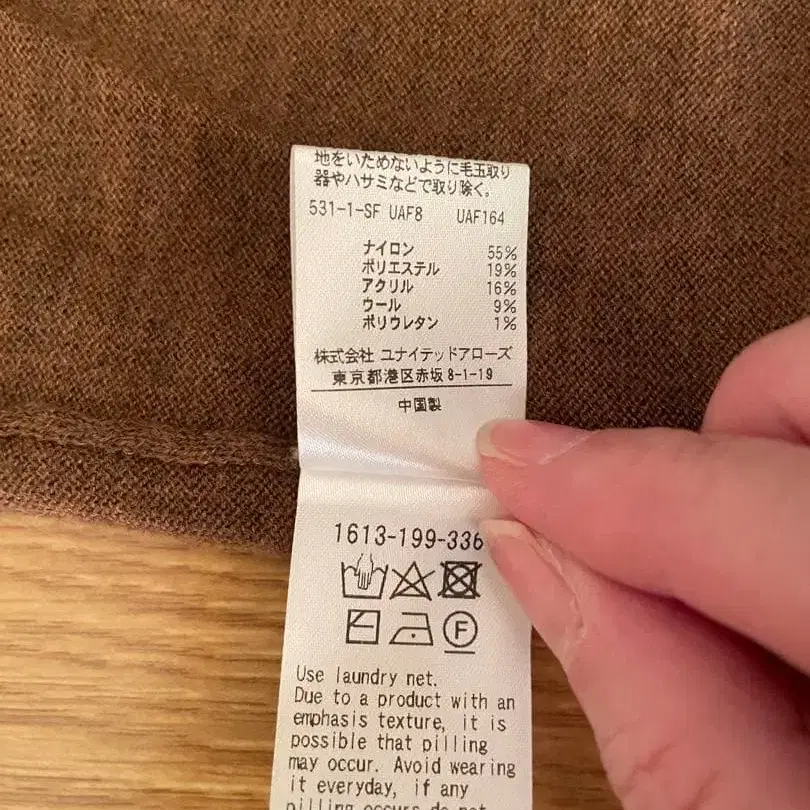 地をいためないように毛玉取り
器やハサミなどで取り除く。
531-1-SF UAF8 UAF164
ナイロン 55%
ポリエステル 19%
アクリル 16%
ウール 9%
ポリウレタン 1%
株式会社 ユナイテッドアローズ
東京都港区赤坂8-1-19
中国製
1613-199-336
F
Use laundry net.
Due to a product with an
emphasis texture, it is
possible that pilling
may occur. Avoid wearing
it everyday, if any
pilling occurs do not